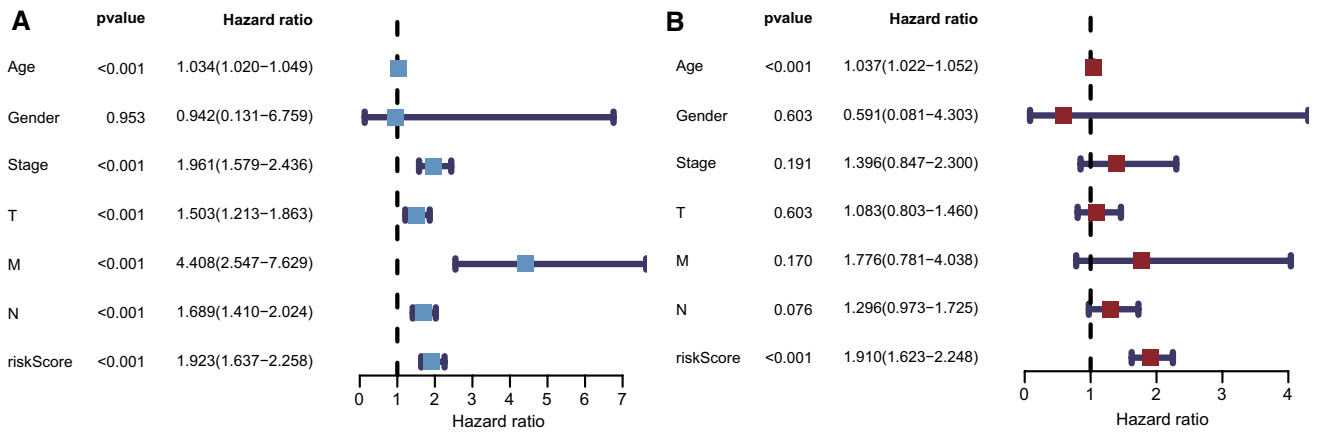 A
pvalue Hazard ratio
Age <0.001 1.034(1.020−1.049)
Gender 0.953 0.942(0.131−6.759)
Stage <0.001 1.961(1.579−2.436)
T <0.001 1.503(1.213−1.863)
M <0.001 4.408(2.547−7.629)
N <0.001 1.689(1.410−2.024)
riskScore <0.001 1.923(1.637−2.258)
0 1 2 3 4 5 6 7
Hazard ratio
B
pvalue Hazard ratio
Age <0.001 1.037(1.022−1.052)
Gender 0.603 0.591(0.081−4.303)
Stage 0.191 1.396(0.847−2.300)
T 0.603 1.083(0.803−1.460)
M 0.170 1.776(0.781−4.038)
N 0.076 1.296(0.973−1.725)
riskScore <0.001 1.910(1.623−2.248)
0 1 2 3 4
Hazard ratio